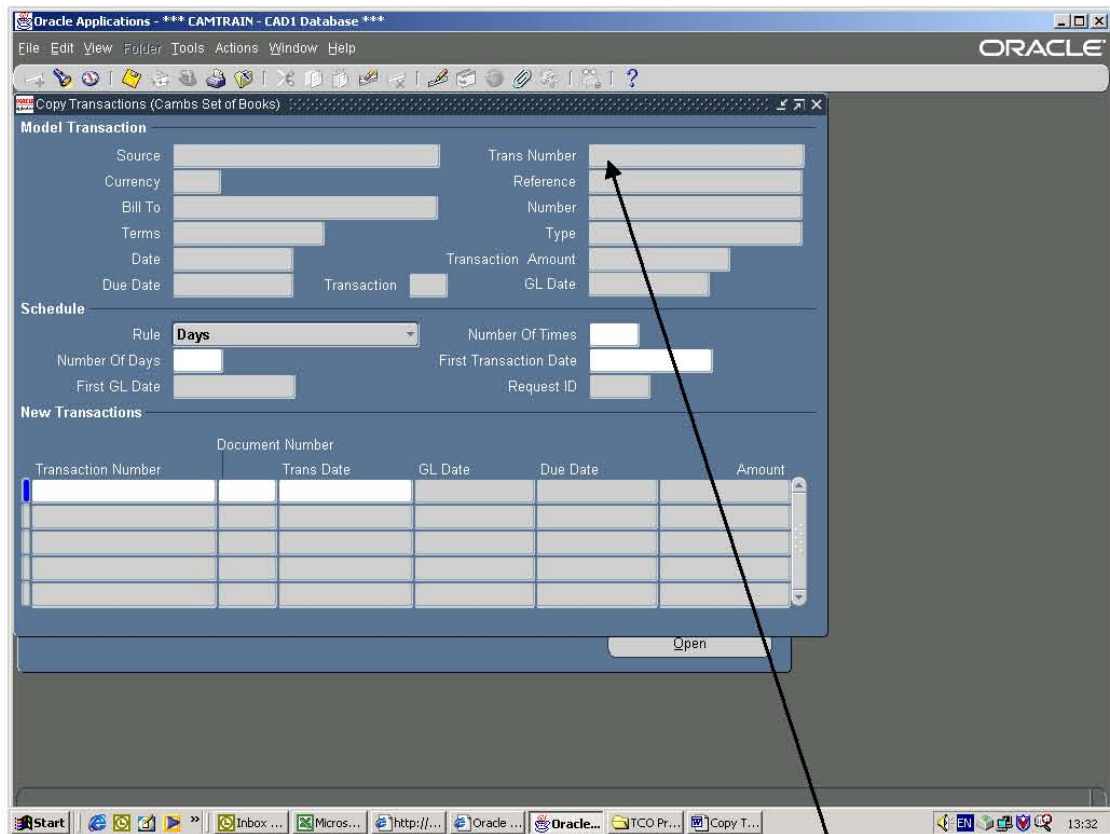 Oracle Applications - *** CAMTRAIN - CAD1 Database ***
File Edit View Folder Tools Actions Window Help
ORACLE
Copy Transactions (Cambs Set of Books)
Model Transaction
Source Trans Number
Currency Reference
Bill To Number
Terms Type
Date Transaction Amount
Due Date Transaction GL Date
Schedule
Rule Days Number Of Times
Number Of Days First Transaction Date
First GL Date Request ID
New Transactions
Document Number
Transaction Number Trans Date GL Date Due Date Amount
Open
Start Inbox ... Micros... http://... Oracle ... Oracle... TCO Pr... Copy T... EN 13:32